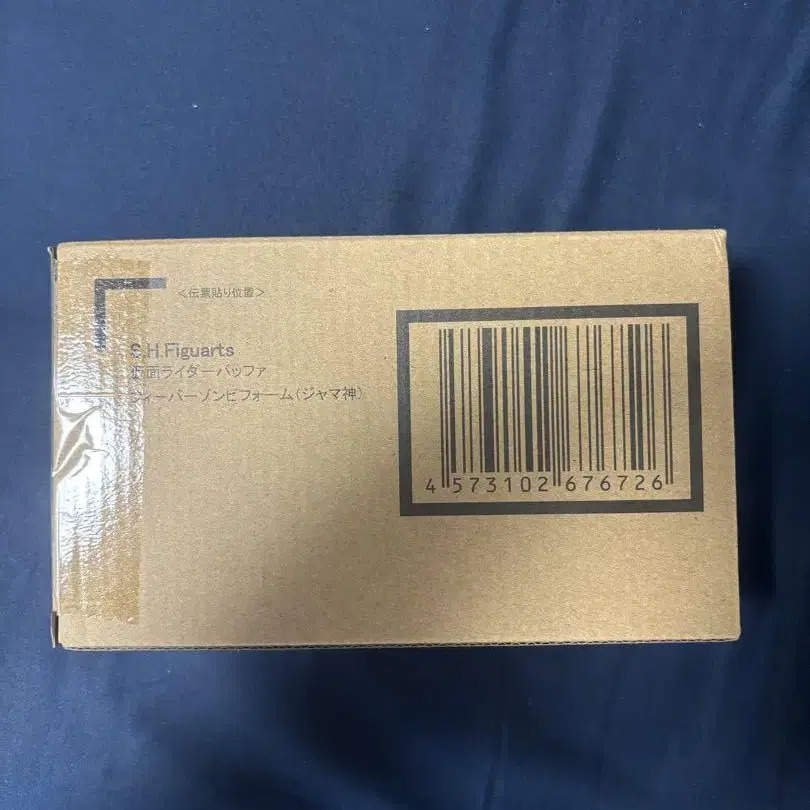 <伝票貼り位置>
S.H.Figuarts
仮面ライダーバッファ
フィーバーゾンビフォーム(ジャマ神)
4 573102 676726